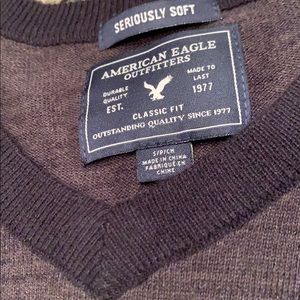 SERIOUSLY SOFT
AMERICAN EAGLE
OUTFITTERS
DURABLE QUALITY
MADE TO LAST
EST.
1977
CLASSIC FIT
OUTSTANDING QUALITY SINCE 1977
S/P/CH
MADE IN CHINA
FABRIQUÉ EN
CHINE